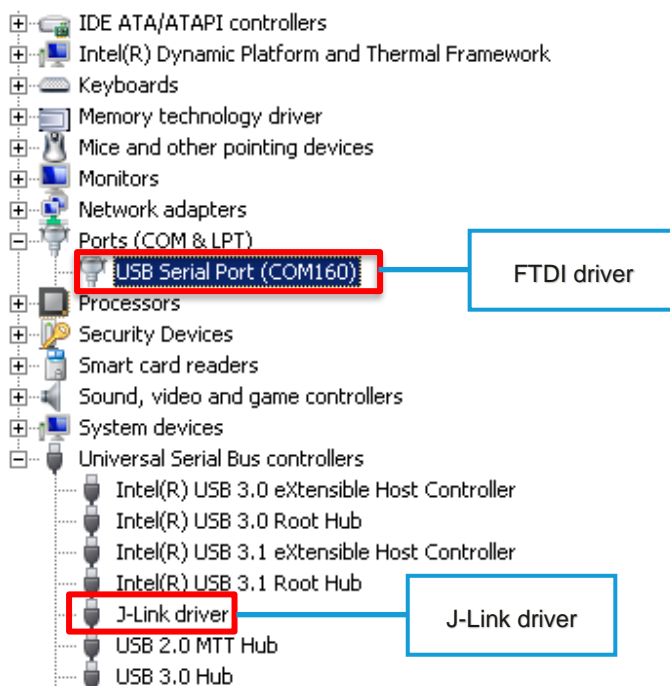 IDE ATA/ATAPI controllers
Intel(R) Dynamic Platform and Thermal Framework
Keyboards
Memory technology driver
Mice and other pointing devices
Monitors
Network adapters
Ports (COM & LPT)
USB Serial Port (COM160)
FTDI driver
Processors
Security Devices
Smart card readers
Sound, video and game controllers
System devices
Universal Serial Bus controllers
Intel(R) USB 3.0 eXtensible Host Controller
Intel(R) USB 3.0 Root Hub
Intel(R) USB 3.1 eXtensible Host Controller
Intel(R) USB 3.1 Root Hub
J-Link driver
J-Link driver
USB 2.0 MTT Hub
USB 3.0 Hub